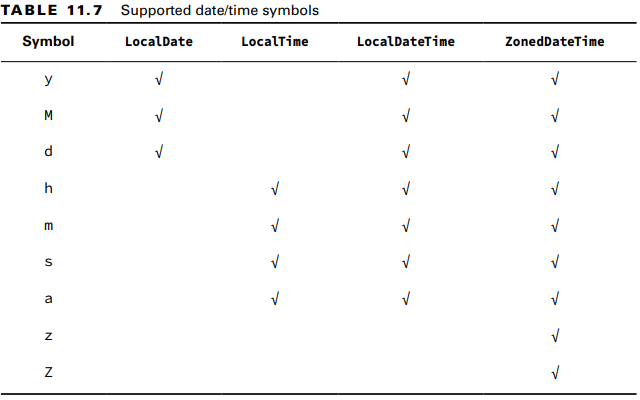 TABLE 11.7 Supported date/time symbols
Symbol LocalDate LocalTime LocalDateTime ZonedDateTime
y √ √ √
M √ √ √
d √ √ √
h √ √ √
m √ √ √
s √ √ √
a √ √ √
z √
Z √